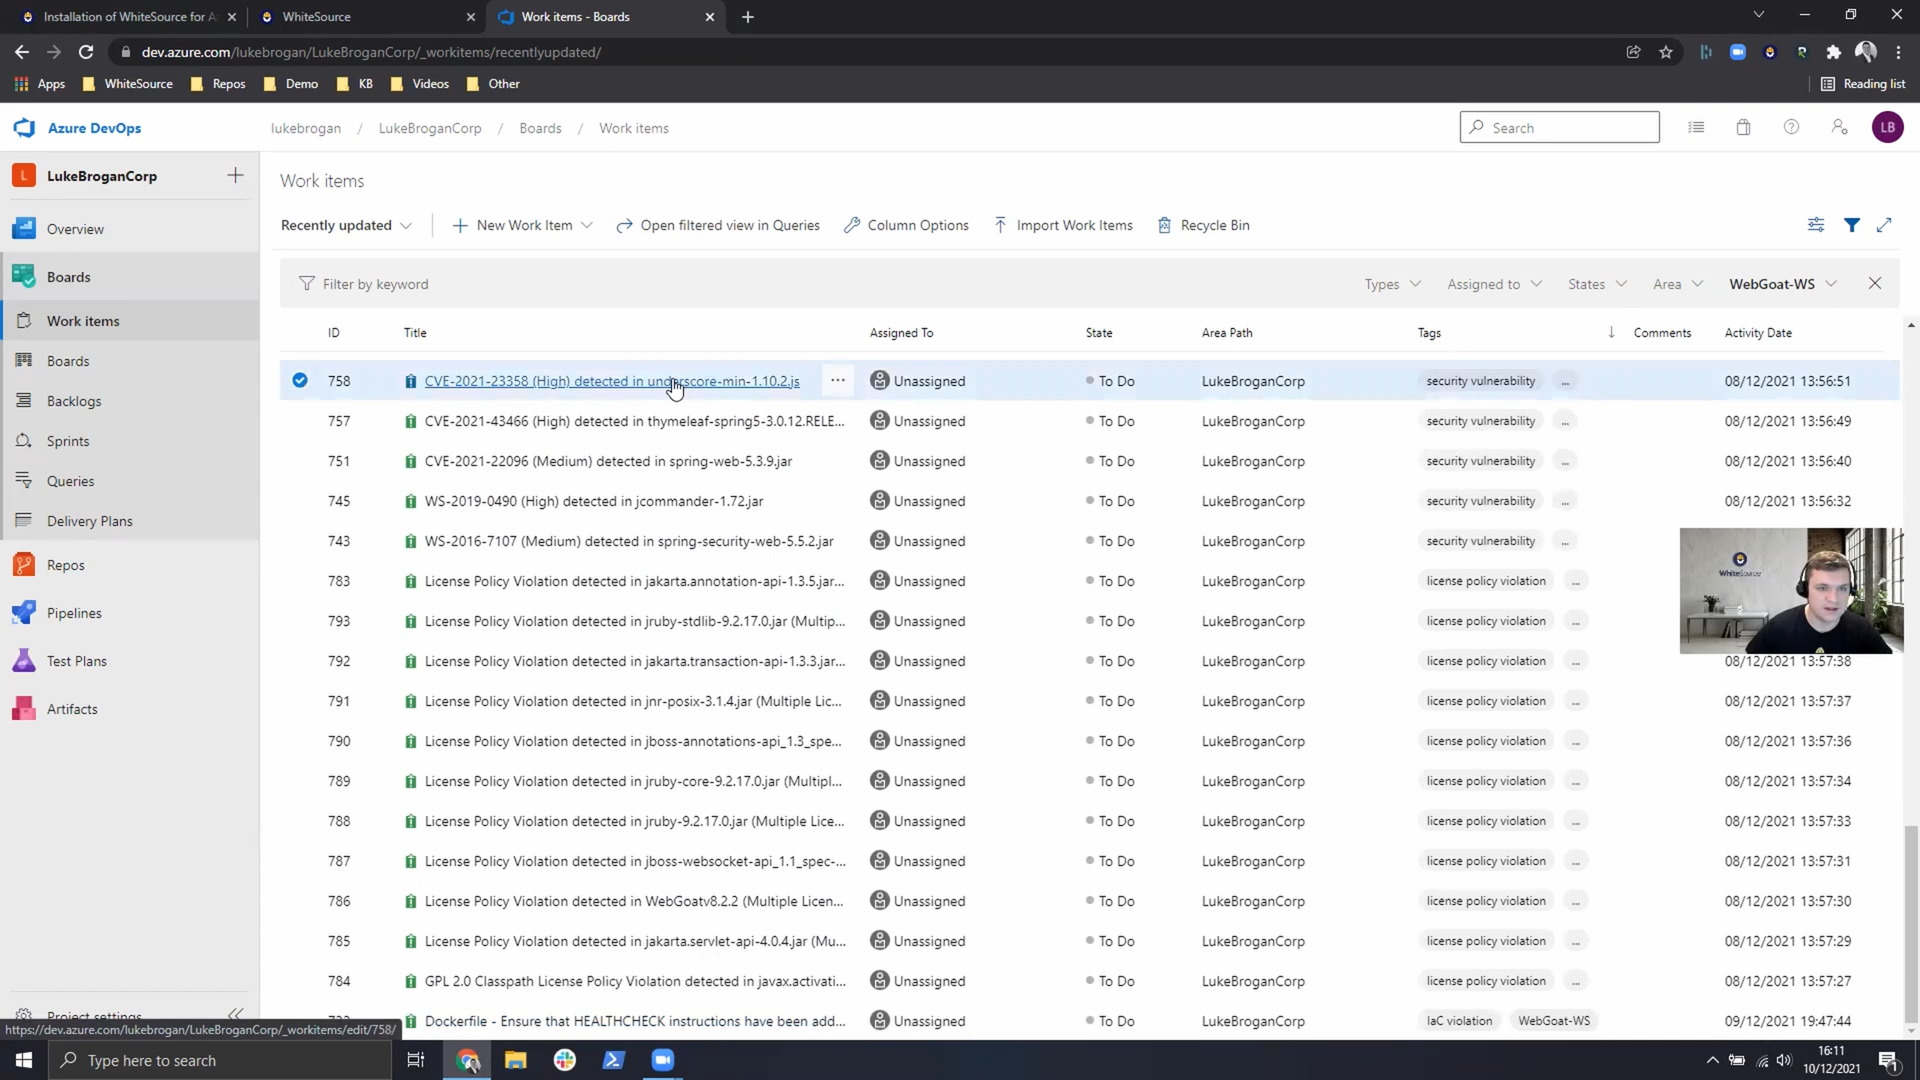 Installation of WhiteSource for A
WhiteSource
Work items - Boards
dev.azure.com/lukebrogan/LukeBroganCorp/_workitems/recentlyupdated/
Apps WhiteSource Repos Demo KB Videos Other Reading list
Azure DevOps lukebrogan / LukeBroganCorp / Boards / Work items Search LB
L LukeBroganCorp
Overview
Boards
Work items
Boards
Backlogs
Sprints
Queries
Delivery Plans
Repos
Pipelines
Test Plans
Artifacts
Project settings
Work items
Recently updated New Work Item Open filtered view in Queries Column Options Import Work Items Recycle Bin
Filter by keyword Types Assigned to States Area WebGoat-WS
ID Title Assigned To State Area Path Tags Comments Activity Date
758 CVE-2021-23358 (High) detected in underscore-min-1.10.2.js ... Unassigned To Do LukeBroganCorp security vulnerability ... 08/12/2021 13:56:51
757 CVE-2021-43466 (High) detected in thymeleaf-spring5-3.0.12.RELE... Unassigned To Do LukeBroganCorp security vulnerability ... 08/12/2021 13:56:49
751 CVE-2021-22096 (Medium) detected in spring-web-5.3.9.jar Unassigned To Do LukeBroganCorp security vulnerability ... 08/12/2021 13:56:40
745 WS-2019-0490 (High) detected in jcommander-1.72.jar Unassigned To Do LukeBroganCorp security vulnerability ... 08/12/2021 13:56:32
743 WS-2016-7107 (Medium) detected in spring-security-web-5.5.2.jar Unassigned To Do LukeBroganCorp security vulnerability ...
783 License Policy Violation detected in jakarta.annotation-api-1.3.5.jar... Unassigned To Do LukeBroganCorp license policy violation ...
793 License Policy Violation detected in jruby-stdlib-9.2.17.0.jar (Multip... Unassigned To Do LukeBroganCorp license policy violation ...
792 License Policy Violation detected in jakarta.transaction-api-1.3.3.jar... Unassigned To Do LukeBroganCorp license policy violation ... 08/12/2021 13:57:38
791 License Policy Violation detected in jnr-posix-3.1.4.jar (Multiple Lic... Unassigned To Do LukeBroganCorp license policy violation ... 08/12/2021 13:57:37
790 License Policy Violation detected in jboss-annotations-api_1.3_spe... Unassigned To Do LukeBroganCorp license policy violation ... 08/12/2021 13:57:36
789 License Policy Violation detected in jruby-core-9.2.17.0.jar (Multipl... Unassigned To Do LukeBroganCorp license policy violation ... 08/12/2021 13:57:34
788 License Policy Violation detected in jruby-9.2.17.0.jar (Multiple Lice... Unassigned To Do LukeBroganCorp license policy violation ... 08/12/2021 13:57:33
787 License Policy Violation detected in jboss-websocket-api_1.1_spec-... Unassigned To Do LukeBroganCorp license policy violation ... 08/12/2021 13:57:31
786 License Policy Violation detected in WebGoatv8.2.2 (Multiple Licen... Unassigned To Do LukeBroganCorp license policy violation ... 08/12/2021 13:57:30
785 License Policy Violation detected in jakarta.servlet-api-4.0.4.jar (Mu... Unassigned To Do LukeBroganCorp license policy violation ... 08/12/2021 13:57:29
784 GPL 2.0 Classpath License Policy Violation detected in javax.activati... Unassigned To Do LukeBroganCorp license policy violation ... 08/12/2021 13:57:27
Dockerfile - Ensure that HEALTHCHECK instructions have been add... Unassigned To Do LukeBroganCorp IaC violation WebGoat-WS 09/12/2021 19:47:44
WhiteSource
https://dev.azure.com/lukebrogan/LukeBroganCorp/_workitems/edit/758/
Type here to search
16:11
10/12/2021
1